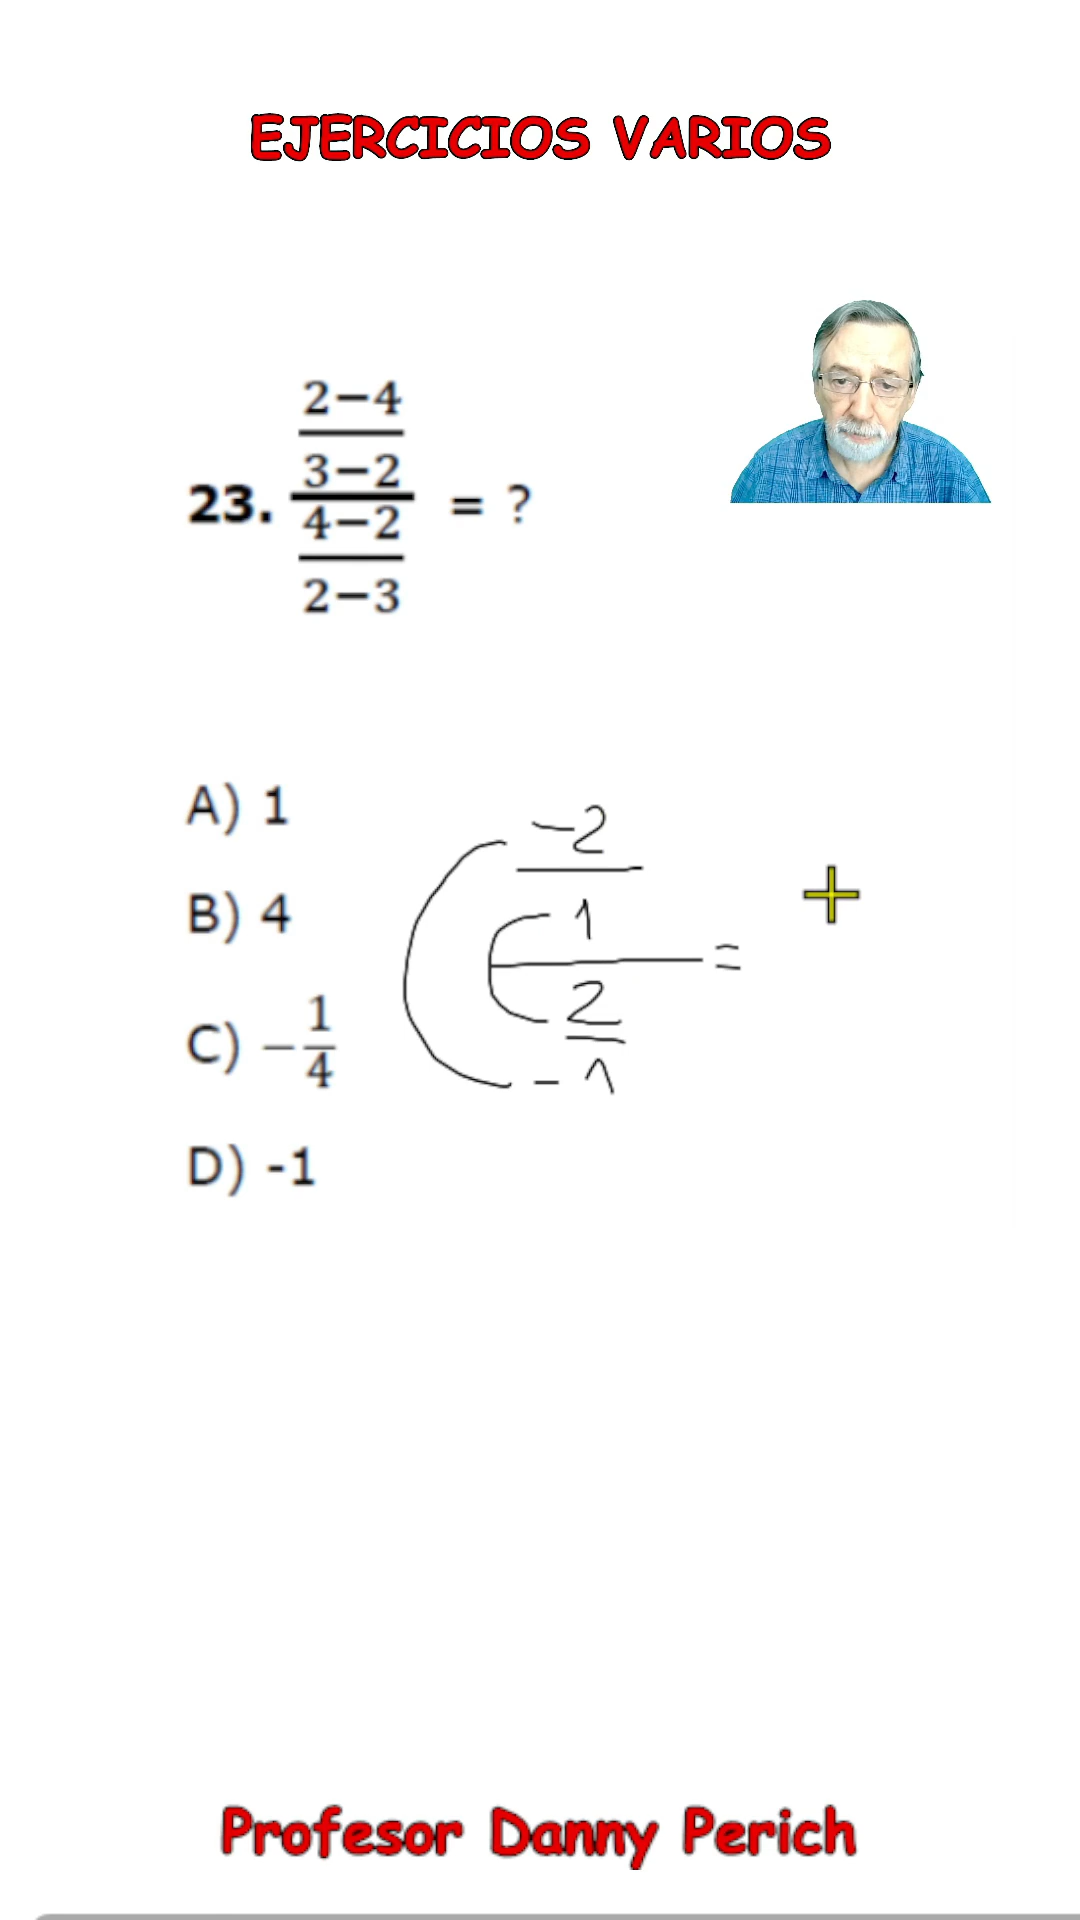 EJERCICIOS VARIOS
2−4
3−2
23. = ?
4−2
2−3
A) 1
B) 4
C) −1/4
D) -1
−2
1
=
2
-1
Profesor Danny Perich